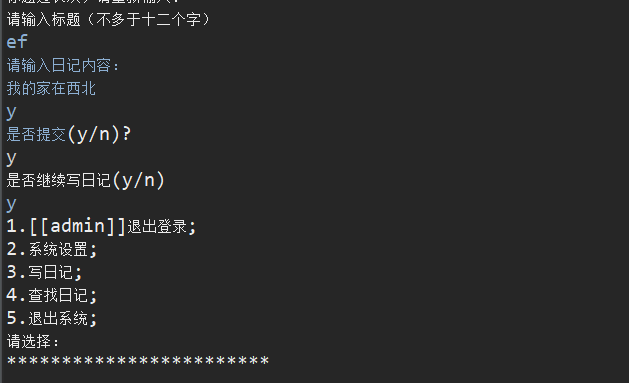 请输入标题（不多于十二个字）
ef
请输入日记内容：
我的家在西北
y
是否提交(y/n)?
y
是否继续写日记(y/n)
y
1.[[admin]]退出登录;
2.系统设置;
3.写日记;
4.查找日记;
5.退出系统;
请选择：
************************